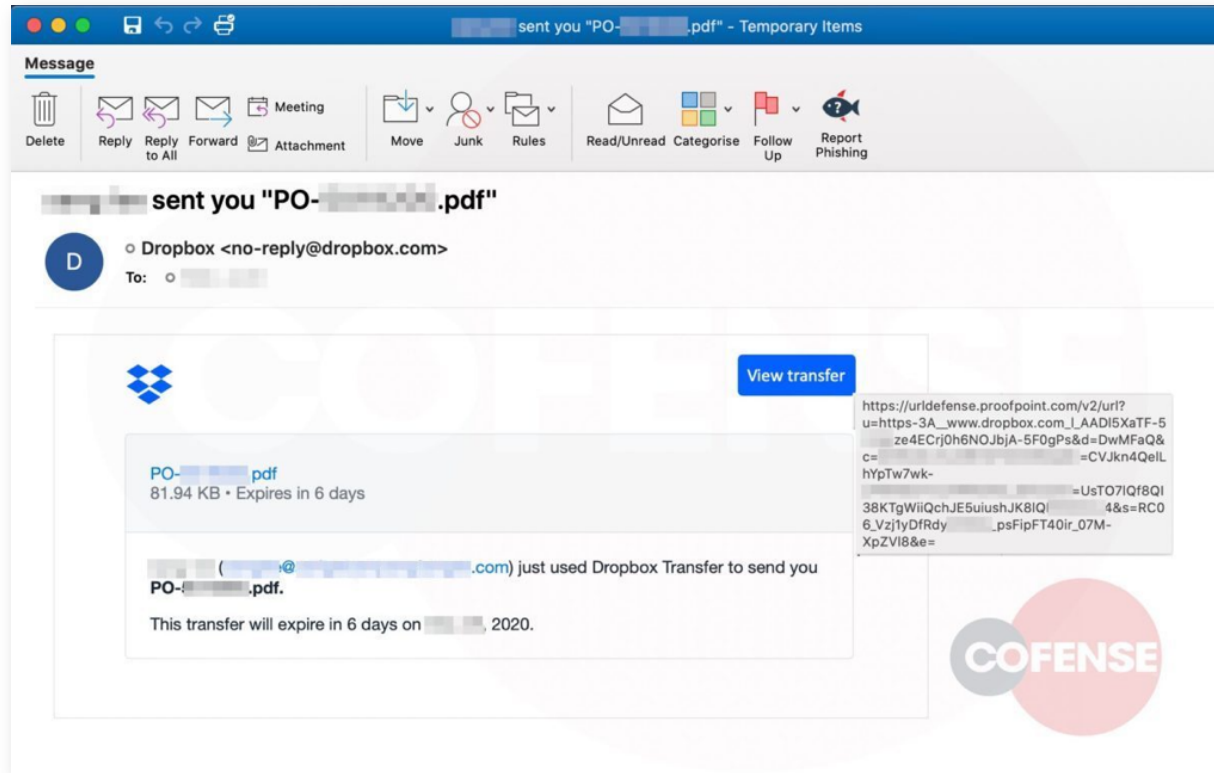 sent you "PO- .pdf" - Temporary Items
Message
Delete
Reply
Reply to All
Forward
Meeting
Attachment
Move
Junk
Rules
Read/Unread
Categorise
Follow Up
Report Phishing
sent you "PO- .pdf"
D
Dropbox <no-reply@dropbox.com>
To:
View transfer
https://urldefense.proofpoint.com/v2/url?
u=https-3A__www.dropbox.com_l_AADl5XaTF-5
ze4ECrj0h6NOJbjA-5F0gPs&d=DwMFaQ&
c= =CVJkn4QelL
hYpTw7wk-
=UsTO7lQf8QI
38KTgWiiQchJE5uiushJK8lQl 4&s=RC0
6_Vzj1yDfRdy _psFipFT40ir_07M-
XpZVl8&e=
PO- pdf
81.94 KB • Expires in 6 days
( @ .com) just used Dropbox Transfer to send you
PO- .pdf.
This transfer will expire in 6 days on , 2020.
COFENSE
COFENSE